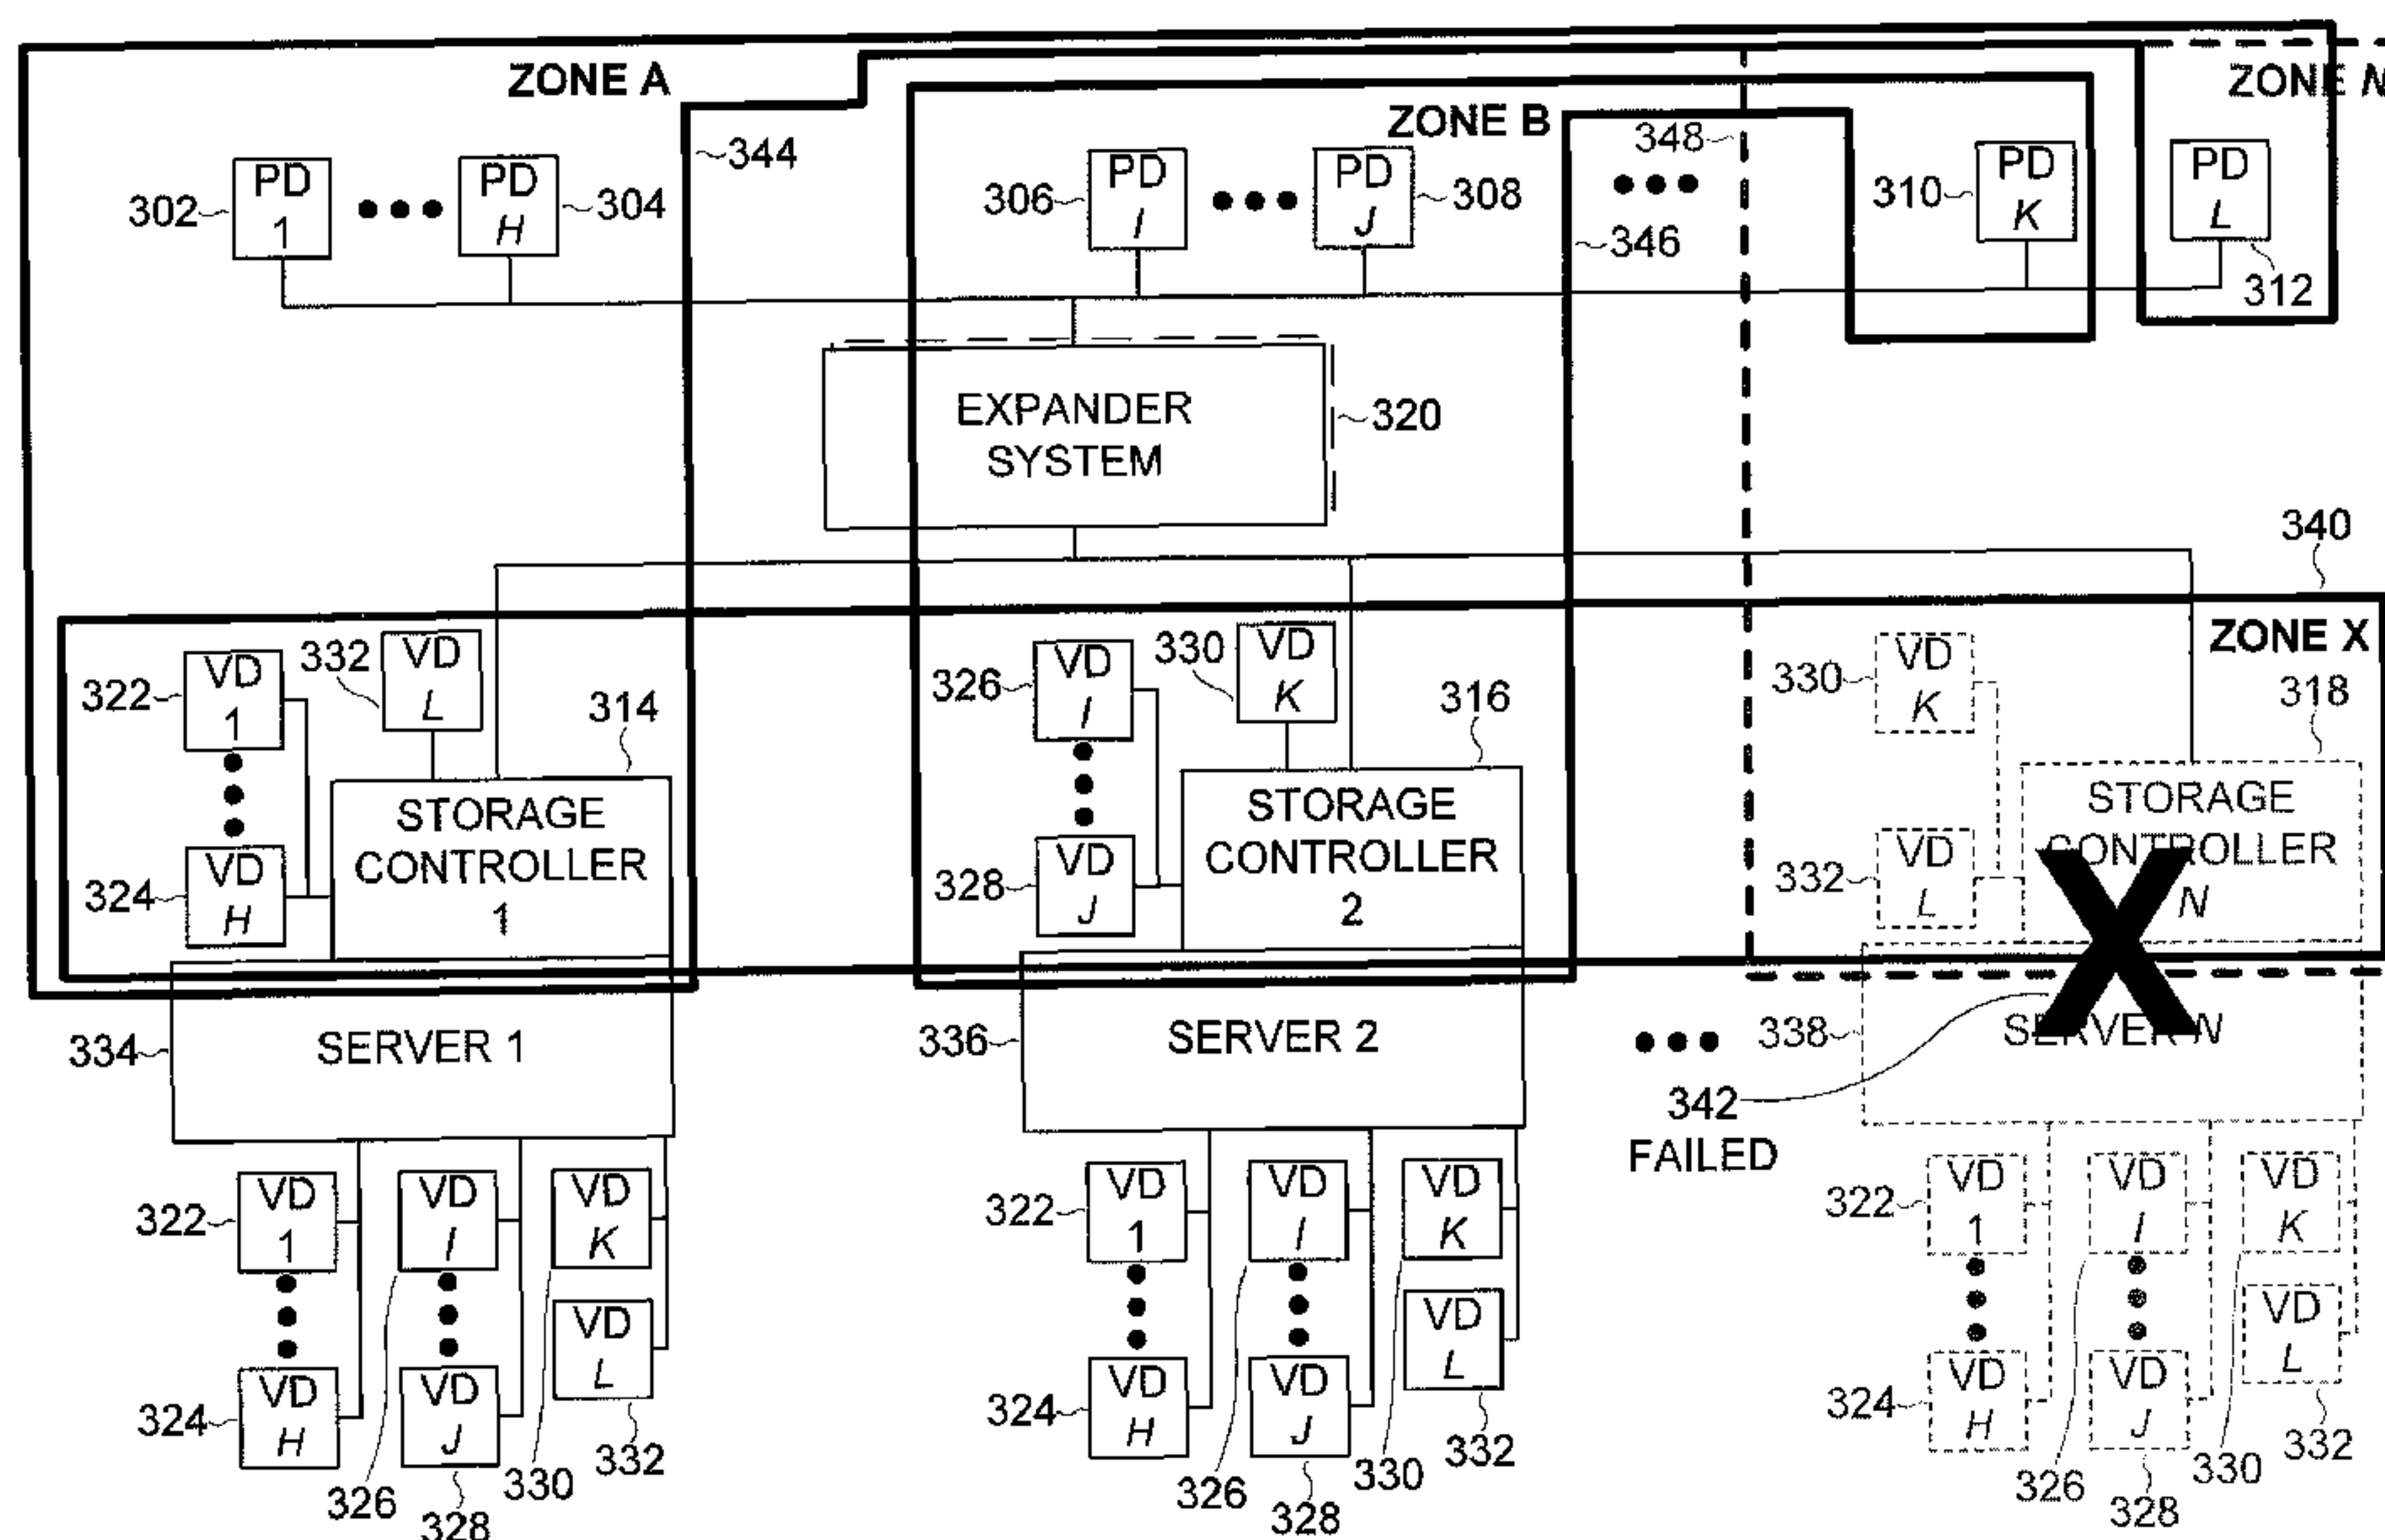 ZONE A
ZONE N
ZONE B
348
344
302
PD
1
PD
H
304
306
PD
I
PD
J
308
346
310
PD
K
PD
L
312
EXPANDER
SYSTEM
320
340
322
VD
1
332
VD
L
314
324
VD
H
STORAGE
CONTROLLER
1
326
VD
I
330
VD
K
316
328
VD
J
STORAGE
CONTROLLER
2
ZONE X
330
VD
K
318
332
VD
L
STORAGE
CONTROLLER
N
334
SERVER 1
336
SERVER 2
338
SERVER N
342
FAILED
X
322
VD
1
VD
I
VD
K
324
VD
H
VD
J
VD
L
326
328
330
332
322
VD
1
VD
I
VD
K
324
VD
H
VD
J
VD
L
326
328
330
332
322
VD
1
VD
I
VD
K
324
VD
H
VD
J
VD
L
326
328
330
332